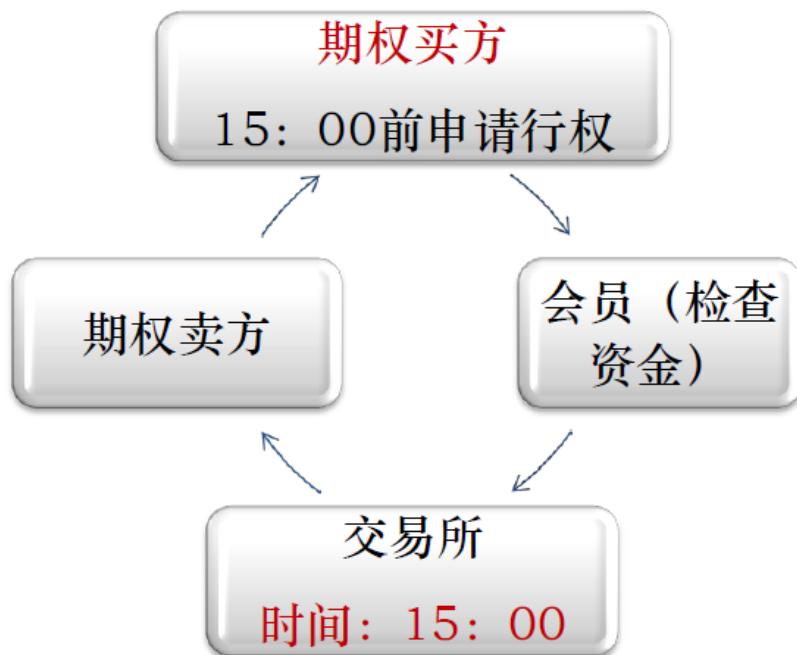 期权买方
15：00前申请行权
期权卖方
会员（检查
资金）
交易所
时间：15：00